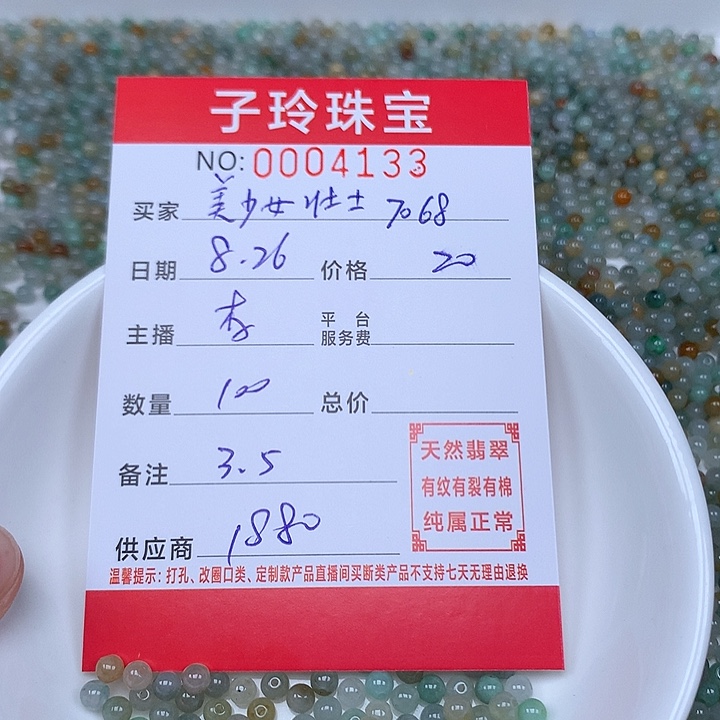 子玲珠宝
NO: 0004133
买家 美少女壮士 7068
日期 8.26 价格 20
主播 李 平台服务费
数量 100 总价
备注 3.5
供应商 1880
天然翡翠
有纹有裂有棉
纯属正常
温馨提示：打孔、改圈口类、定制款产品直播间买断类产品不支持七天无理由退换